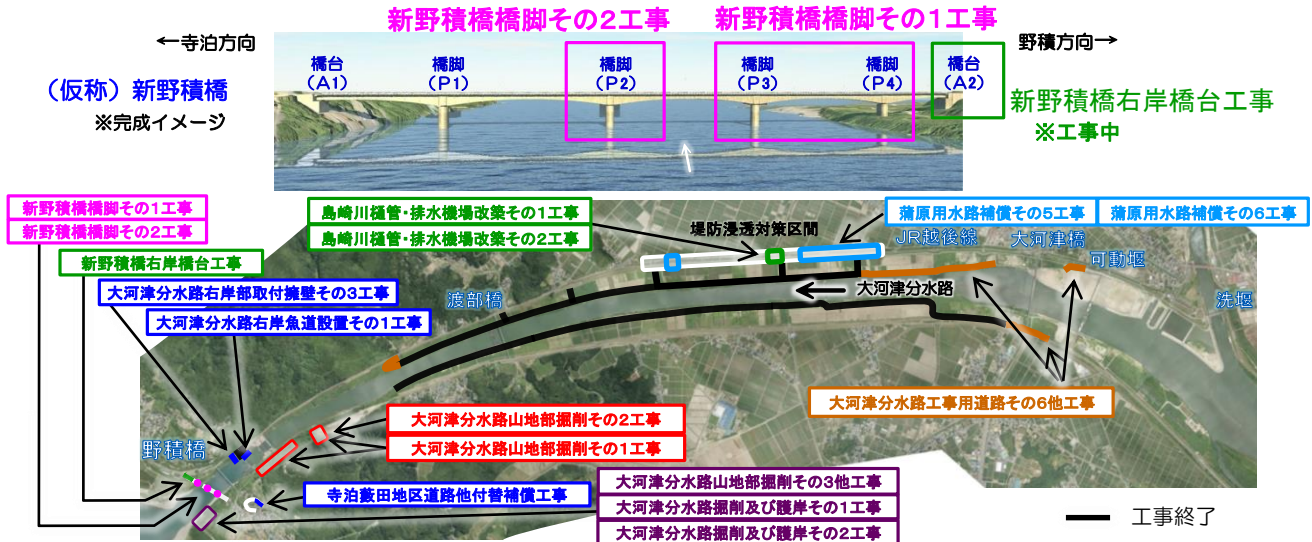 新野積橋橋脚その2工事
新野積橋橋脚その1工事
←寺泊方向
野積方向→
橋台
(A1)
橋脚
(P1)
橋脚
(P2)
橋脚
(P3)
橋脚
(P4)
橋台
(A2)
(仮称)新野積橋
※完成イメージ
新野積橋右岸橋台工事
※工事中
新野積橋橋脚その1工事
新野積橋橋脚その2工事
新野積橋右岸橋台工事
大河津分水路右岸部取付擁壁その3工事
大河津分水路右岸魚道設置その1工事
島崎川樋管・排水機場改築その1工事
島崎川樋管・排水機場改築その2工事
堤防浸透対策区間
蒲原用水路補償その5工事
蒲原用水路補償その6工事
JR越後線
大河津橋
可動堰
洗堰
渡部橋
大河津分水路
大河津分水路工事用道路その6他工事
大河津分水路山地部掘削その2工事
大河津分水路山地部掘削その1工事
野積橋
寺泊薮田地区道路他付替補償工事
大河津分水路山地部掘削その3他工事
大河津分水路掘削及び護岸その1工事
大河津分水路掘削及び護岸その2工事
工事終了